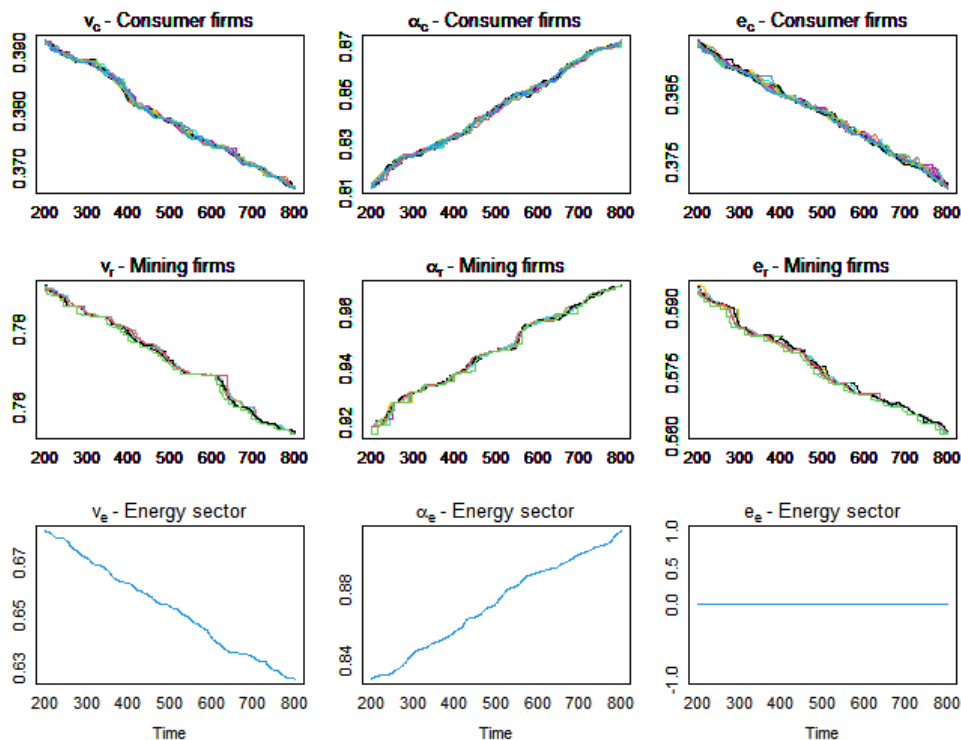 v_c - Consumer firms
0.390
0.380
0.370
200 300 400 500 600 700 800
α_c - Consumer firms
0.87
0.85
0.83
0.81
200 300 400 500 600 700 800
e_c - Consumer firms
0.385
0.375
200 300 400 500 600 700 800
v_r - Mining firms
0.78
0.76
200 300 400 500 600 700 800
α_r - Mining firms
0.96
0.94
0.92
200 300 400 500 600 700 800
e_r - Mining firms
0.590
0.575
0.560
200 300 400 500 600 700 800
v_e - Energy sector
0.67
0.65
0.63
200 300 400 500 600 700 800
Time
α_e - Energy sector
0.88
0.84
200 300 400 500 600 700 800
Time
e_e - Energy sector
1.0
0.5
0.0
-1.0
200 300 400 500 600 700 800
Time